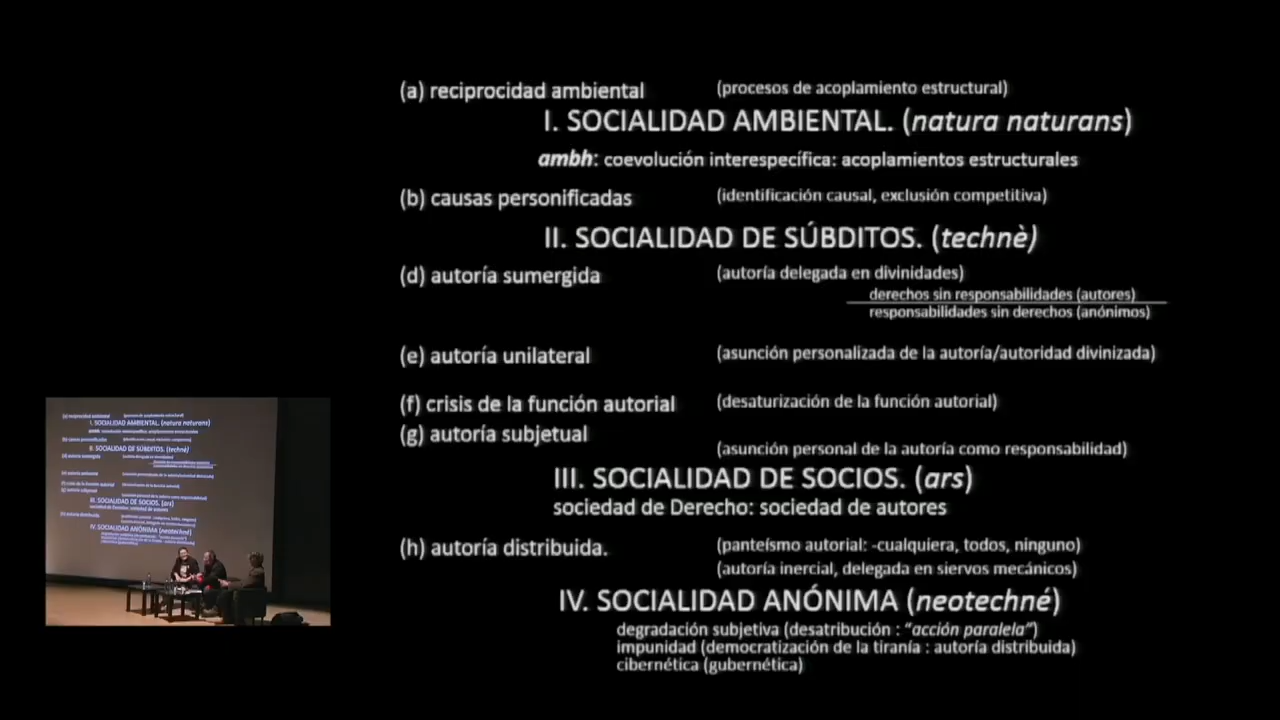 (a) reciprocidad ambiental (procesos de acoplamiento estructural)
I. SOCIALIDAD AMBIENTAL. (natura naturans)
ambh: coevolución interespecífica: acoplamientos estructurales
(b) causas personificadas (identificación causal, exclusión competitiva)
II. SOCIALIDAD DE SÚBDITOS. (technè)
(d) autoría sumergida (autoría delegada en divinidades)
derechos sin responsabilidades (autores)
responsabilidades sin derechos (anónimos)
(e) autoría unilateral (asunción personalizada de la autoría/autoridad divinizada)
(f) crisis de la función autorial (desaturización de la función autorial)
(g) autoría subjetual
(asunción personal de la autoría como responsabilidad)
III. SOCIALIDAD DE SOCIOS. (ars)
sociedad de Derecho: sociedad de autores
(h) autoría distribuida. (panteísmo autorial: -cualquiera, todos, ninguno)
(autoría inercial, delegada en siervos mecánicos)
IV. SOCIALIDAD ANÓNIMA (neotechné)
degradación subjetiva (desatribución : “acción paralela”)
impunidad (democratización de la tiranía : autoría distribuida)
cibernética (gubernética)